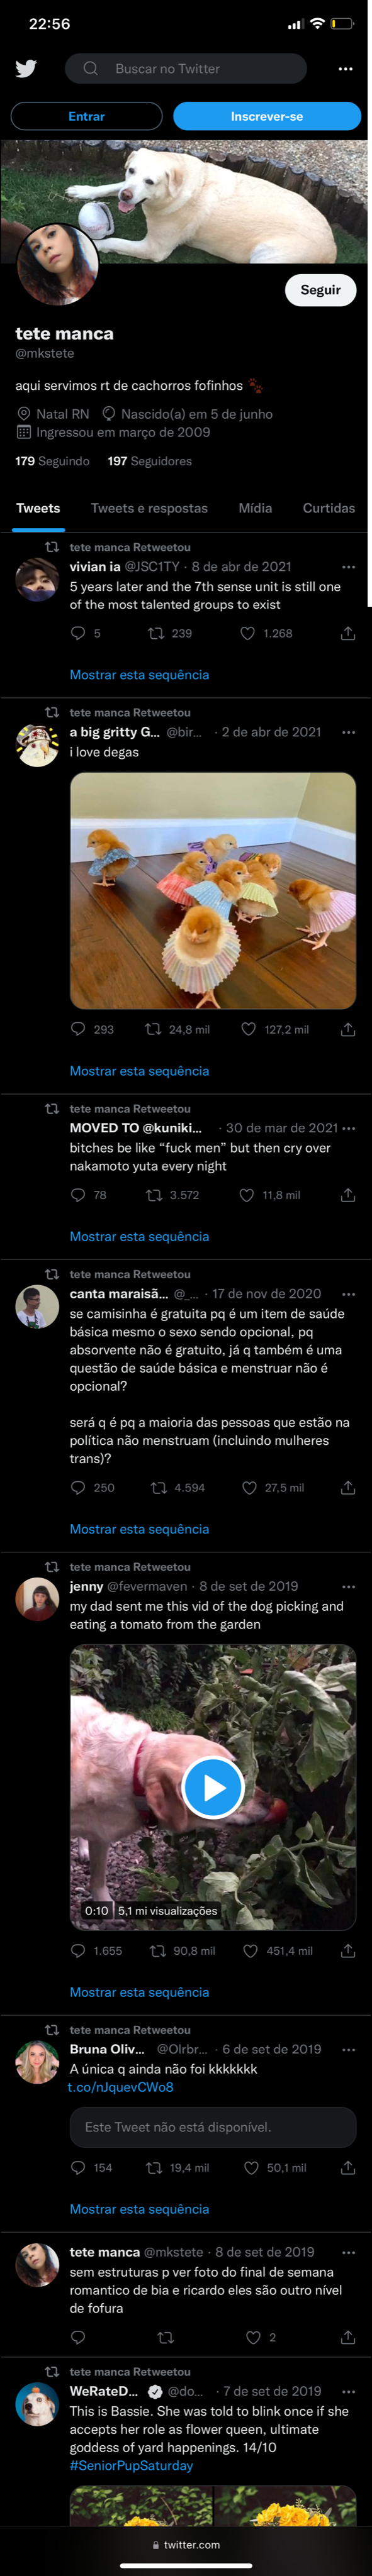 22:56
Buscar no Twitter
Entrar
Inscrever-se
Seguir
tete manca
@mkstete
aqui servimos rt de cachorros fofinhos
Natal RN Nascido(a) em 5 de junho
Ingressou em março de 2009
179 Seguindo 197 Seguidores
Tweets Tweets e respostas Mídia Curtidas
tete manca Retweetou
vivian ia @JSC1TY · 8 de abr de 2021
5 years later and the 7th sense unit is still one
of the most talented groups to exist
5 239 1.268
Mostrar esta sequência
tete manca Retweetou
a big gritty G... @bir... · 2 de abr de 2021
i love degas
293 24,8 mil 127,2 mil
Mostrar esta sequência
tete manca Retweetou
MOVED TO @kuniki... · 30 de mar de 2021
bitches be like “fuck men” but then cry over
nakamoto yuta every night
78 3.572 11,8 mil
Mostrar esta sequência
tete manca Retweetou
canta maraisã... @_... · 17 de nov de 2020
se camisinha é gratuita pq é um item de saúde
básica mesmo o sexo sendo opcional, pq
absorvente não é gratuito, já q também é uma
questão de saúde básica e menstruar não é
opcional?
será q é pq a maioria das pessoas que estão na
política não menstruam (incluindo mulheres
trans)?
250 4.594 27,5 mil
Mostrar esta sequência
tete manca Retweetou
jenny @fevermaven · 8 de set de 2019
my dad sent me this vid of the dog picking and
eating a tomato from the garden
0:10 5,1 mi visualizações
1.655 90,8 mil 451,4 mil
Mostrar esta sequência
tete manca Retweetou
Bruna Oliv... @Olrbr... · 6 de set de 2019
A única q ainda não foi kkkkkkk
t.co/nJquevCWo8
Este Tweet não está disponível.
154 19,4 mil 50,1 mil
Mostrar esta sequência
tete manca @mkstete · 8 de set de 2019
sem estruturas p ver foto do final de semana
romantico de bia e ricardo eles são outro nível
de fofura
2
tete manca Retweetou
WeRateD... @do... · 7 de set de 2019
This is Bassie. She was told to blink once if she
accepts her role as flower queen, ultimate
goddess of yard happenings. 14/10
#SeniorPupSaturday
twitter.com